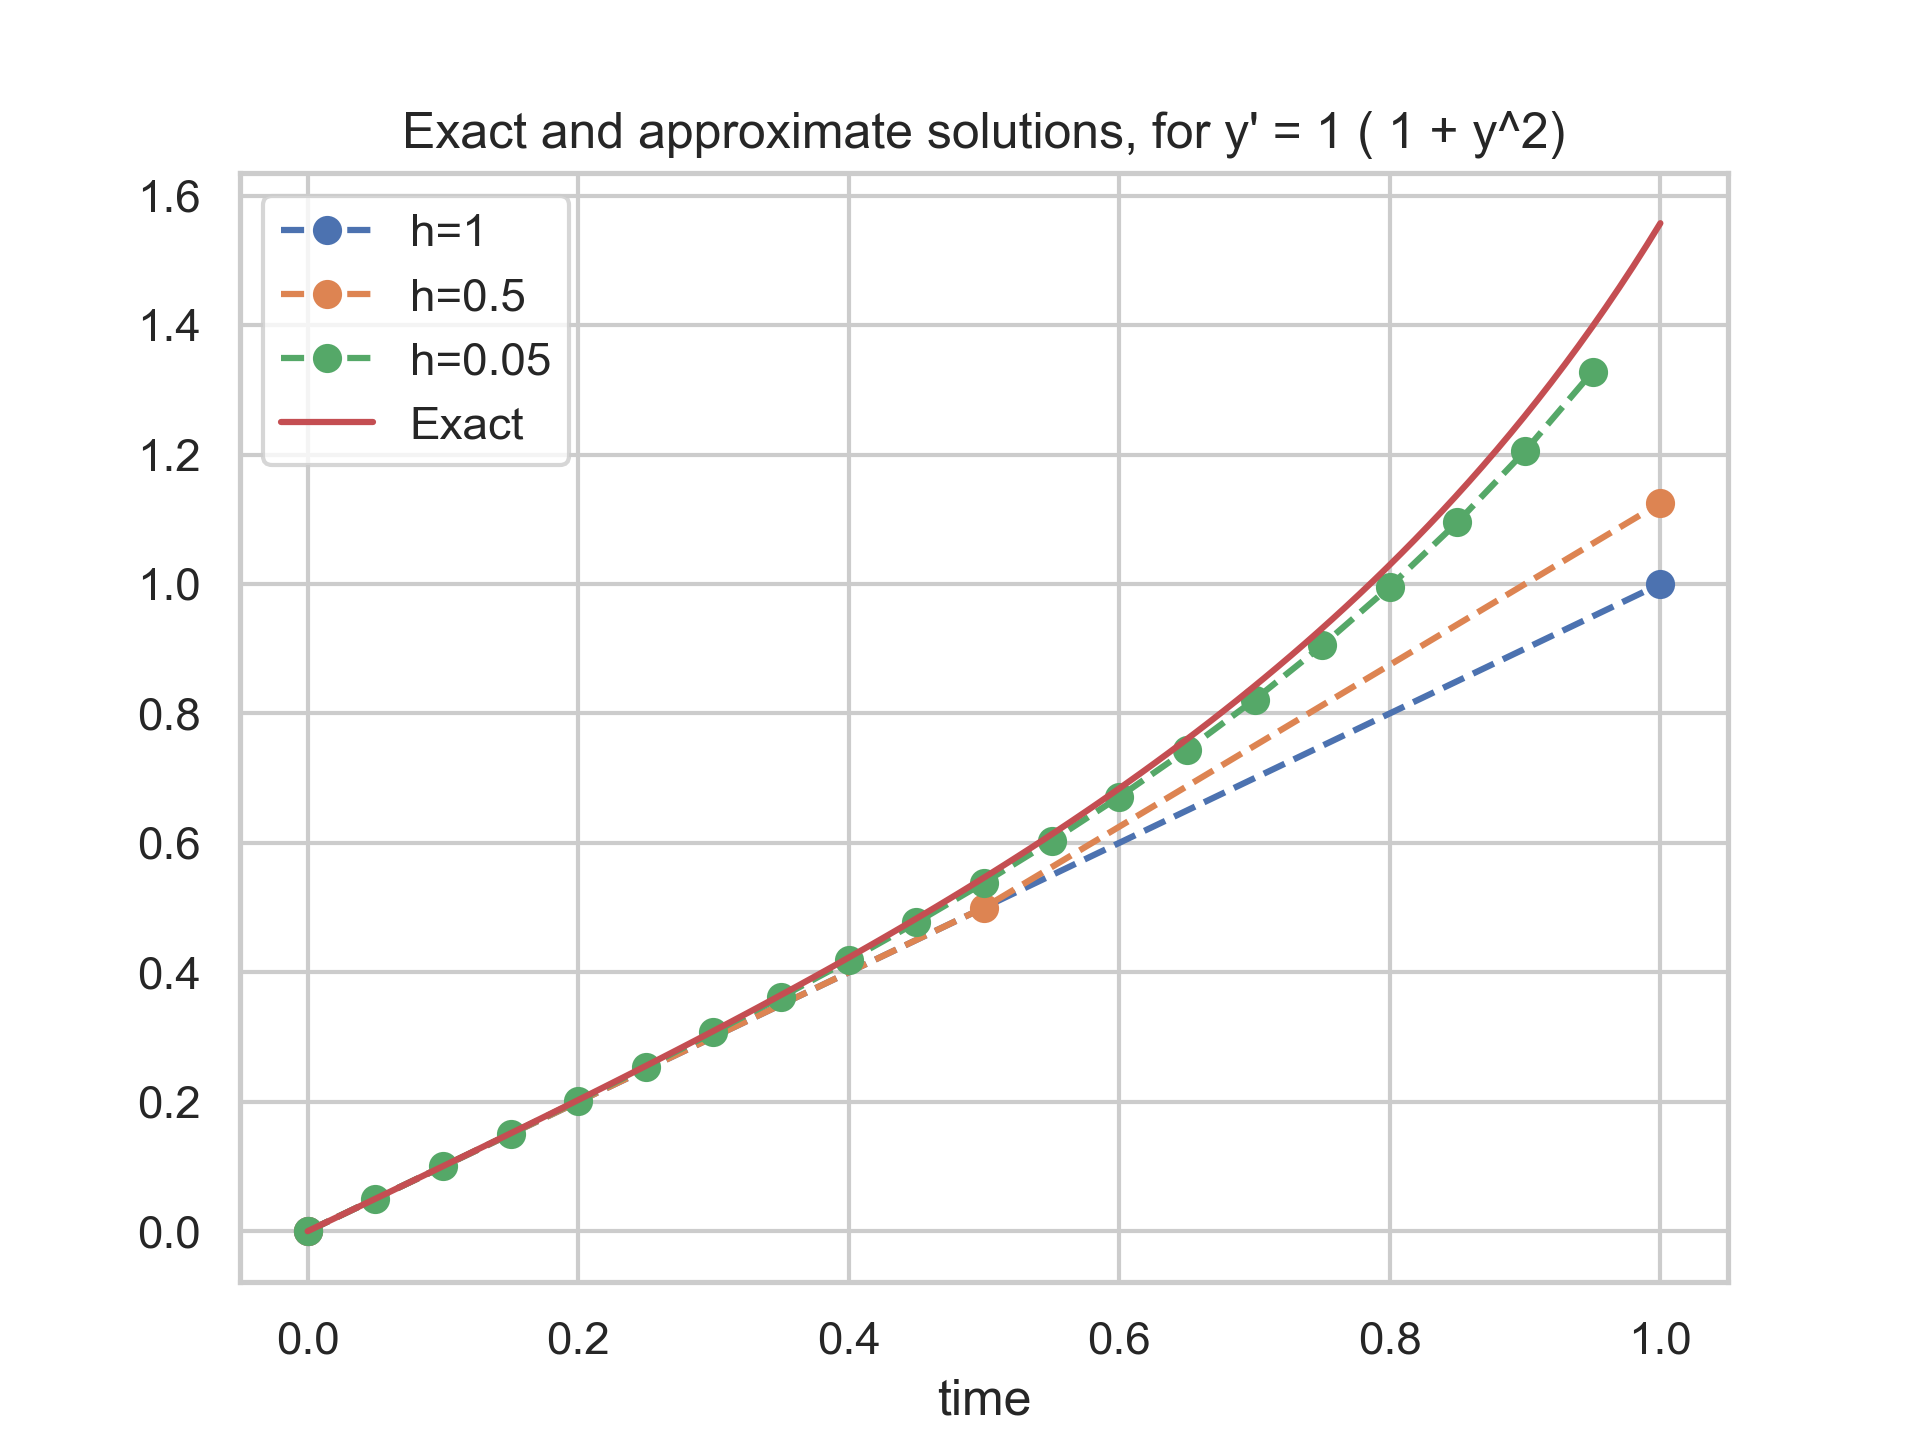 Exact and approximate solutions, for y' = 1 ( 1 + y^2)
1.6
1.4
1.2
1.0
0.8
0.6
0.4
0.2
0.0
h=1
h=0.5
h=0.05
Exact
0.0 0.2 0.4 0.6 0.8 1.0
time